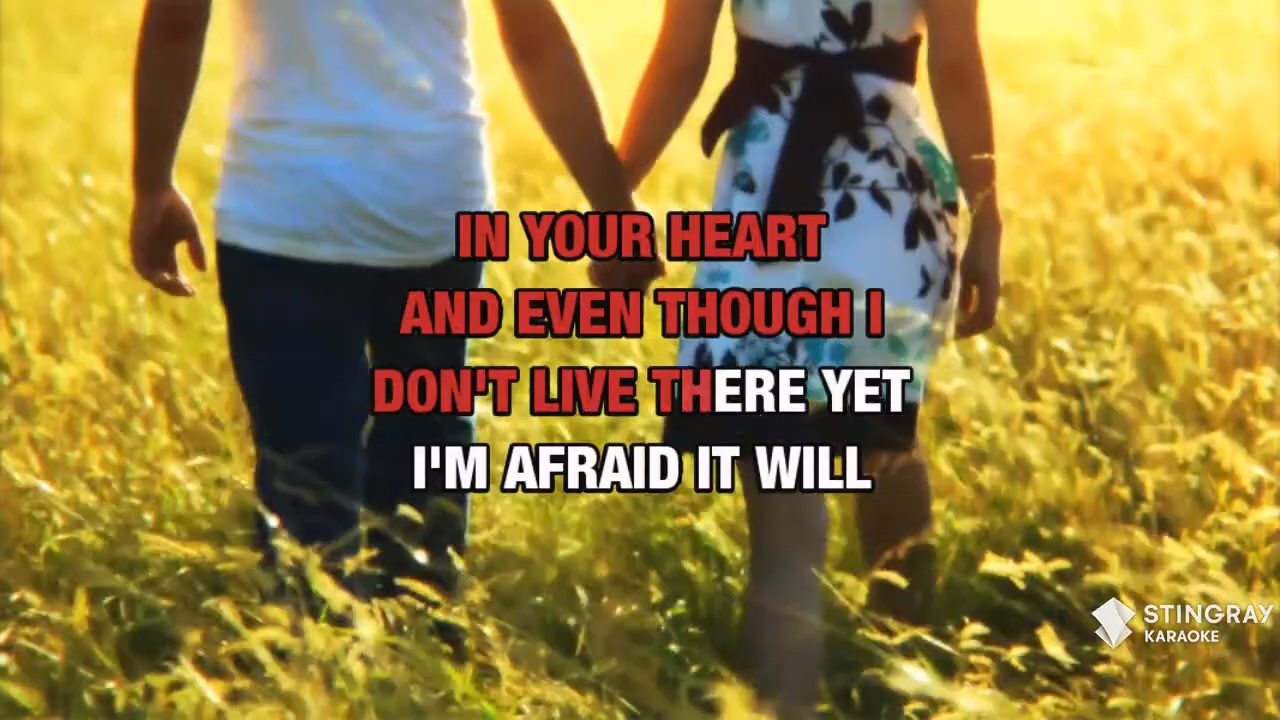 IN YOUR HEART
AND EVEN THOUGH I
DON'T LIVE THERE YET
I'M AFRAID IT WILL
STINGRAY
KARAOKE